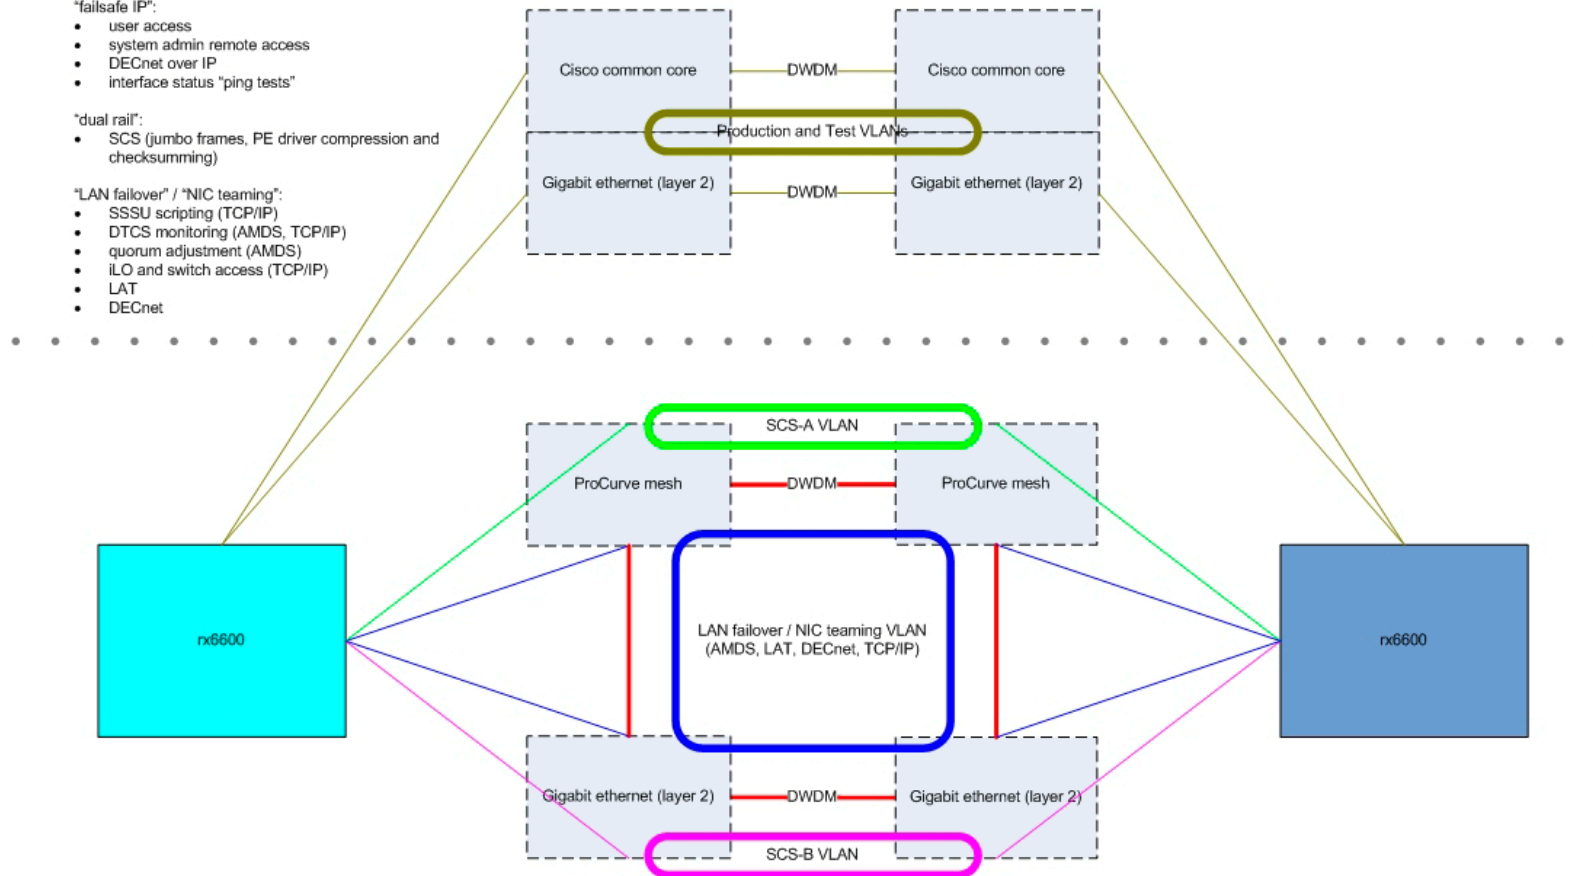 “failsafe IP”:
• user access
• system admin remote access
• DECnet over IP
• interface status “ping tests”
“dual rail”:
• SCS (jumbo frames, PE driver compression and
checksumming)
“LAN failover” / “NIC teaming”:
• SSSU scripting (TCP/IP)
• DTCS monitoring (AMDS, TCP/IP)
• quorum adjustment (AMDS)
• iLO and switch access (TCP/IP)
• LAT
• DECnet
Cisco common core
DWDM
Cisco common core
Production and Test VLANs
Gigabit ethernet (layer 2)
DWDM
Gigabit ethernet (layer 2)
SCS-A VLAN
ProCurve mesh
DWDM
ProCurve mesh
rx6600
LAN failover / NIC teaming VLAN
(AMDS, LAT, DECnet, TCP/IP)
rx6600
Gigabit ethernet (layer 2)
DWDM
Gigabit ethernet (layer 2)
SCS-B VLAN